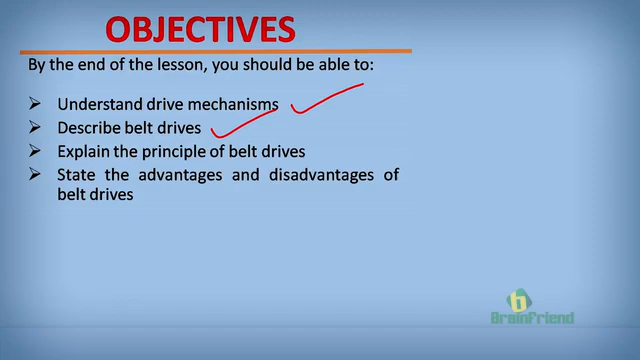 OBJECTIVES
By the end of the lesson, you should be able to:
➢ Understand drive mechanisms
➢ Describe belt drives
➢ Explain the principle of belt drives
➢ State the advantages and disadvantages of
belt drives
b
BrainFriend